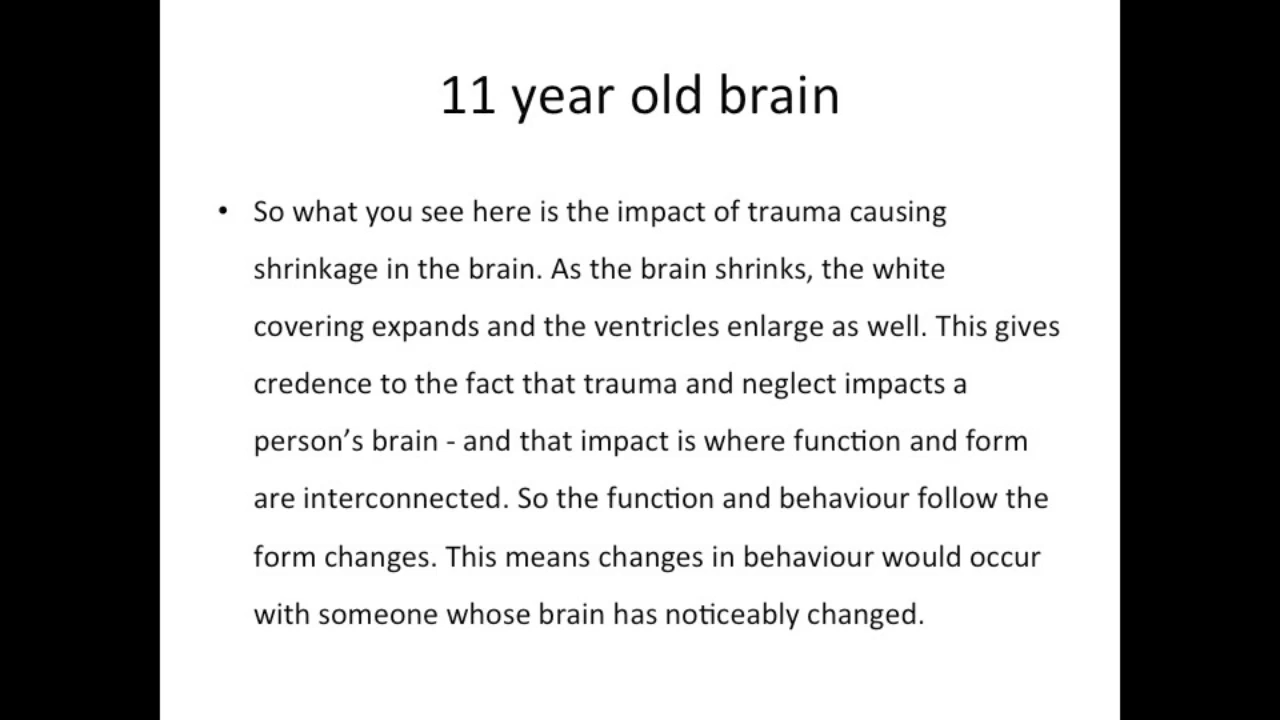 11 year old brain
• So what you see here is the impact of trauma causing
shrinkage in the brain. As the brain shrinks, the white
covering expands and the ventricles enlarge as well. This gives
credence to the fact that trauma and neglect impacts a
person’s brain - and that impact is where function and form
are interconnected. So the function and behaviour follow the
form changes. This means changes in behaviour would occur
with someone whose brain has noticeably changed.